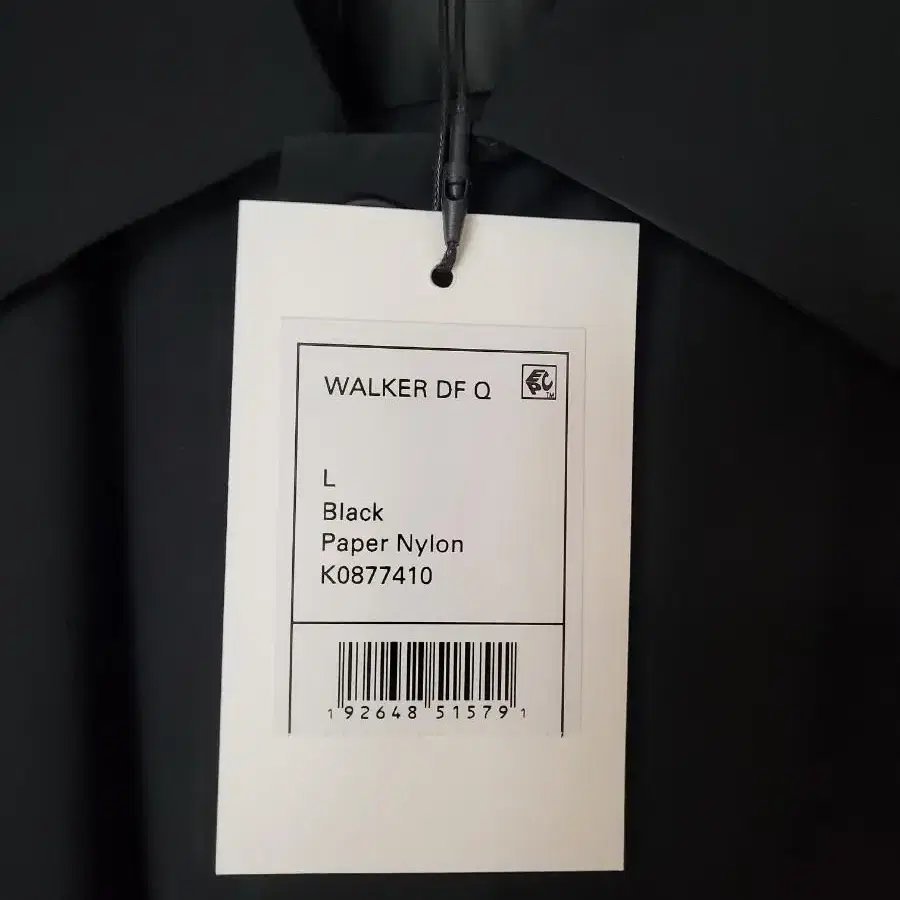 WALKER DF Q
L
Black
Paper Nylon
K0877410
1 92648 51579 1